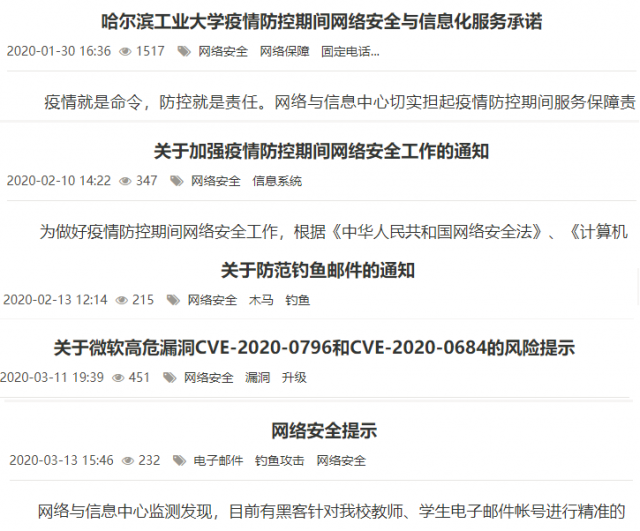 哈尔滨工业大学疫情防控期间网络安全与信息化服务承诺
2020-01-30 16:36 1517 网络安全 网络保障 固定电话...
疫情就是命令，防控就是责任。网络与信息中心切实担起疫情防控期间服务保障责
关于加强疫情防控期间网络安全工作的通知
2020-02-10 14:22 347 网络安全 信息系统
为做好疫情防控期间网络安全工作，根据《中华人民共和国网络安全法》、《计算机
关于防范钓鱼邮件的通知
2020-02-13 12:14 215 网络安全 木马 钓鱼
关于微软高危漏洞CVE-2020-0796和CVE-2020-0684的风险提示
2020-03-11 19:39 451 网络安全 漏洞 升级
网络安全提示
2020-03-13 15:46 232 电子邮件 钓鱼攻击 网络安全
网络与信息中心监测发现，目前有黑客针对我校教师、学生电子邮件帐号进行精准的